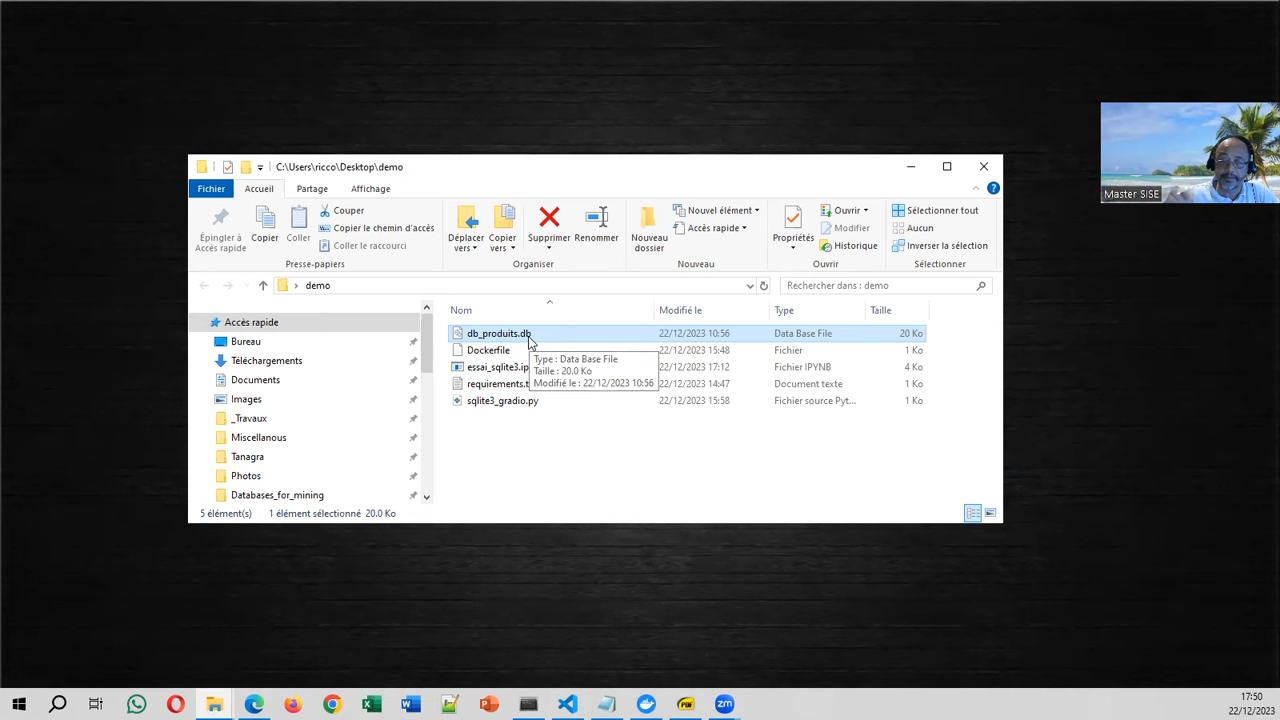 C:\Users\ricco\Desktop\demo
Fichier Accueil Partage Affichage
Épingler à Accès rapide
Copier
Coller
Couper
Copier le chemin d'accès
Coller le raccourci
Presse-papiers
Déplacer vers
Copier vers
Supprimer
Renommer
Organiser
Nouveau dossier
Nouvel élément
Accès rapide
Nouveau
Propriétés
Ouvrir
Modifier
Historique
Ouvrir
Sélectionner tout
Aucun
Inverser la sélection
Sélectionner
demo
Rechercher dans : demo
Accès rapide
Bureau
Téléchargements
Documents
Images
_Travaux
Miscellanous
Tanagra
Photos
Databases_for_mining
Nom Modifié le Type Taille
db_produits.db 22/12/2023 10:56 Data Base File 20 Ko
Dockerfile 22/12/2023 15:48 Fichier 1 Ko
essai_sqlite3.ip 22/12/2023 17:12 Fichier IPYNB 4 Ko
requirements.t 22/12/2023 14:47 Document texte 1 Ko
sqlite3_gradio.py 22/12/2023 15:58 Fichier source Pyt... 1 Ko
Type : Data Base File
Taille : 20.0 Ko
Modifié le : 22/12/2023 10:56
5 élément(s) 1 élément sélectionné 20.0 Ko
Master SISE
PDF
zm
17:50
22/12/2023